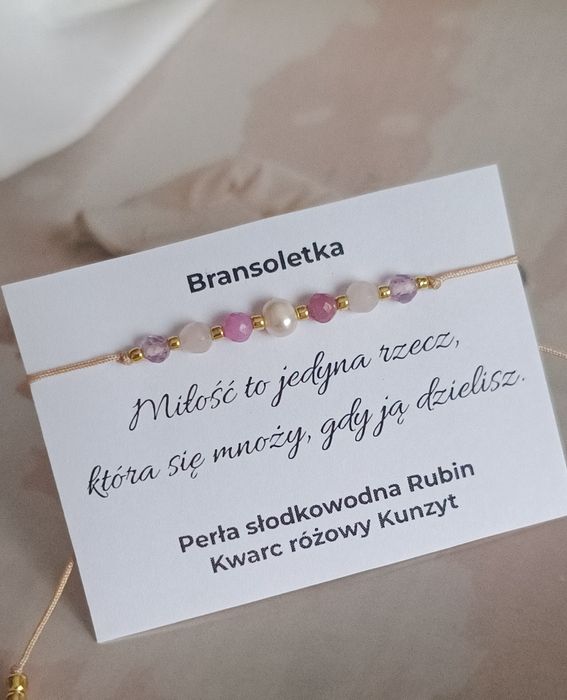 Bransoletka
Miłość to jedyna rzecz,
która się mnoży, gdy ją dzielisz.
Perła słodkowodna Rubin
Kwarc różowy Kunzyt